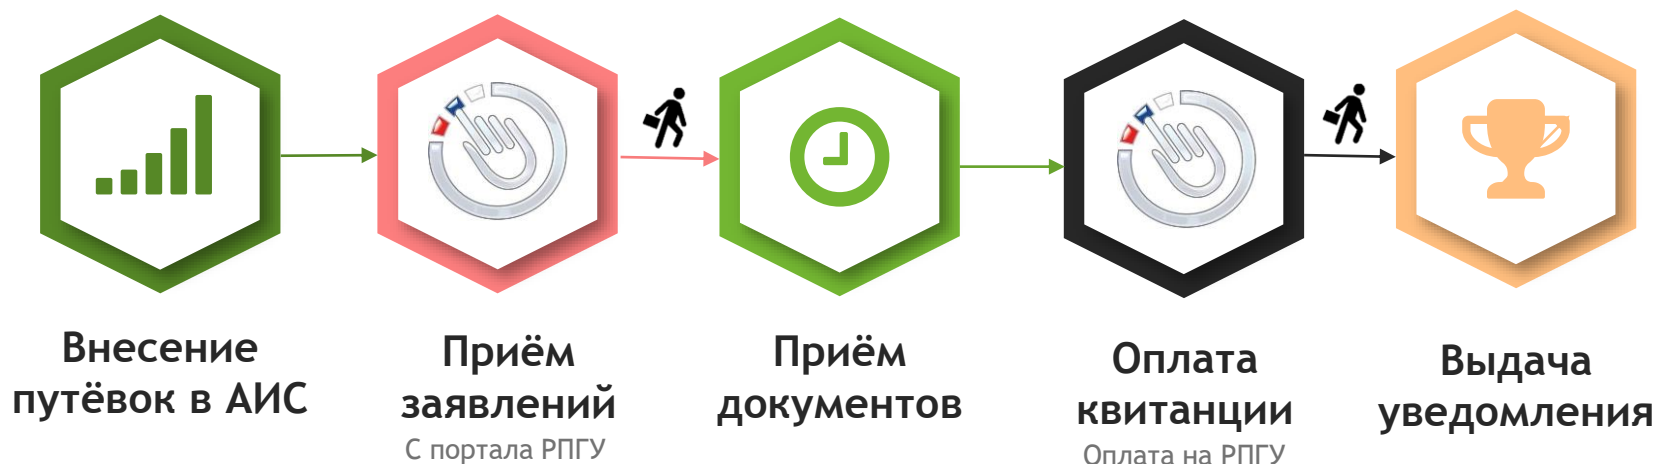 Внесение
путёвок в АИС
Приём
заявлений
С портала РПГУ
Приём
документов
Оплата
квитанции
Оплата на РПГУ
Выдача
уведомления